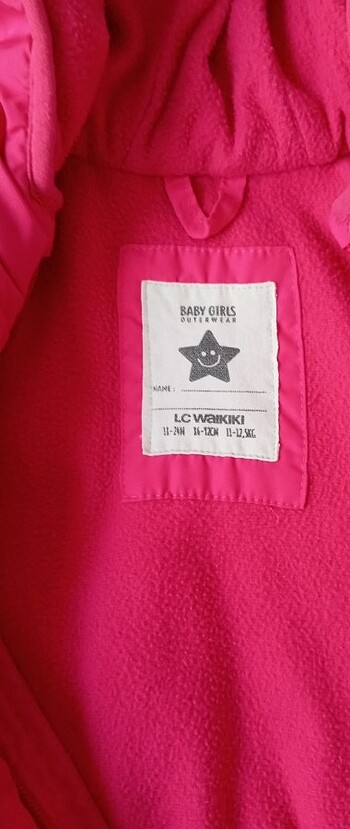 BABY GIRLS
OUTERWEAR
NAME:
LC WAIKIKI
18-24M 86-92CM 11-12,5KG